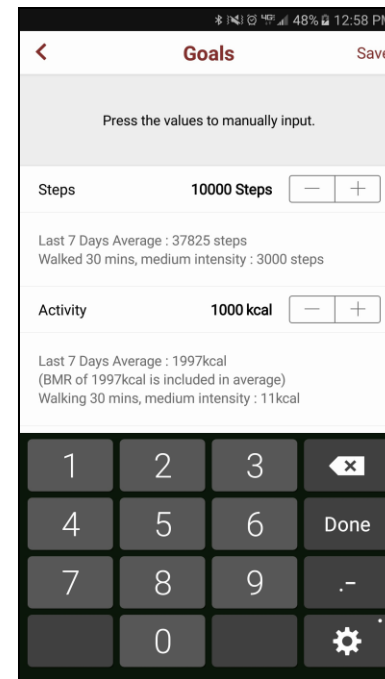 48% 12:58 PM
Goals
Save
Press the values to manually input.
Steps 10000 Steps − +
Last 7 Days Average : 37825 steps
Walked 30 mins, medium intensity : 3000 steps
Activity 1000 kcal − +
Last 7 Days Average : 1997kcal
(BMR of 1997kcal is included in average)
Walking 30 mins, medium intensity : 11kcal
1 2 3
4 5 6 Done
7 8 9 .-
0